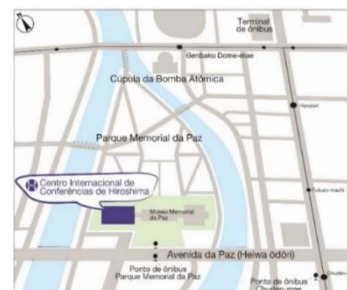 Terminal
de ônibus
Genbaku Dome-mae
Cúpula da Bomba Atômica
Parque Memorial da Paz
Centro Internacional de
Conferências de Hiroshima
Museu Memorial
da Paz
Avenida da Paz (Heiwa ōdōri)
Ponto de ônibus
Parque Memorial da Paz
Ponto de ônibus
Chuden-mae